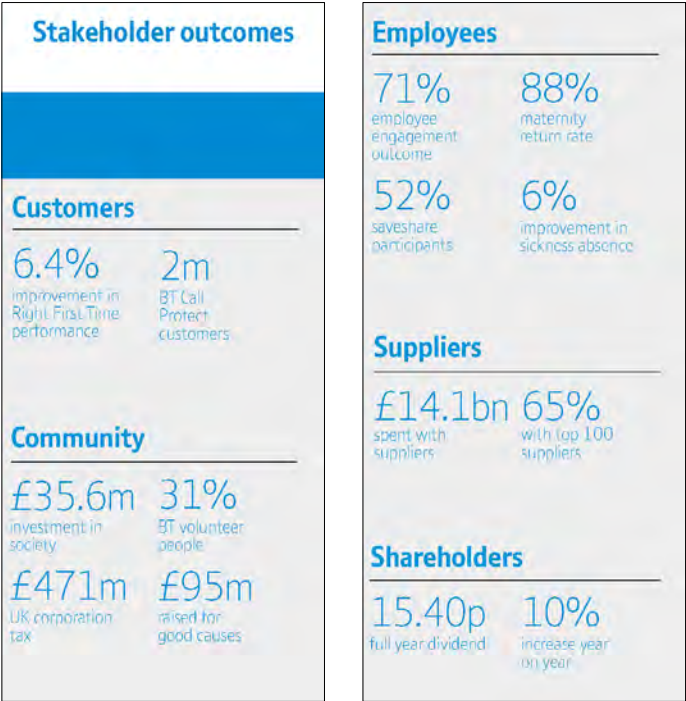 Stakeholder outcomes
Customers
6.4%
improvement in
Right First Time
performance
2m
BT Call
Protect
customers
Community
£35.6m
investment in
society
31%
BT volunteer
people
£471m
UK corporation
tax
£95m
raised for
good causes
Employees
71%
employee
engagement
outcome
88%
maternity
return rate
52%
saveshare
participants
6%
improvement in
sickness absence
Suppliers
£14.1bn
spent with
suppliers
65%
with top 100
suppliers
Shareholders
15.40p
full year dividend
10%
increase year
on year